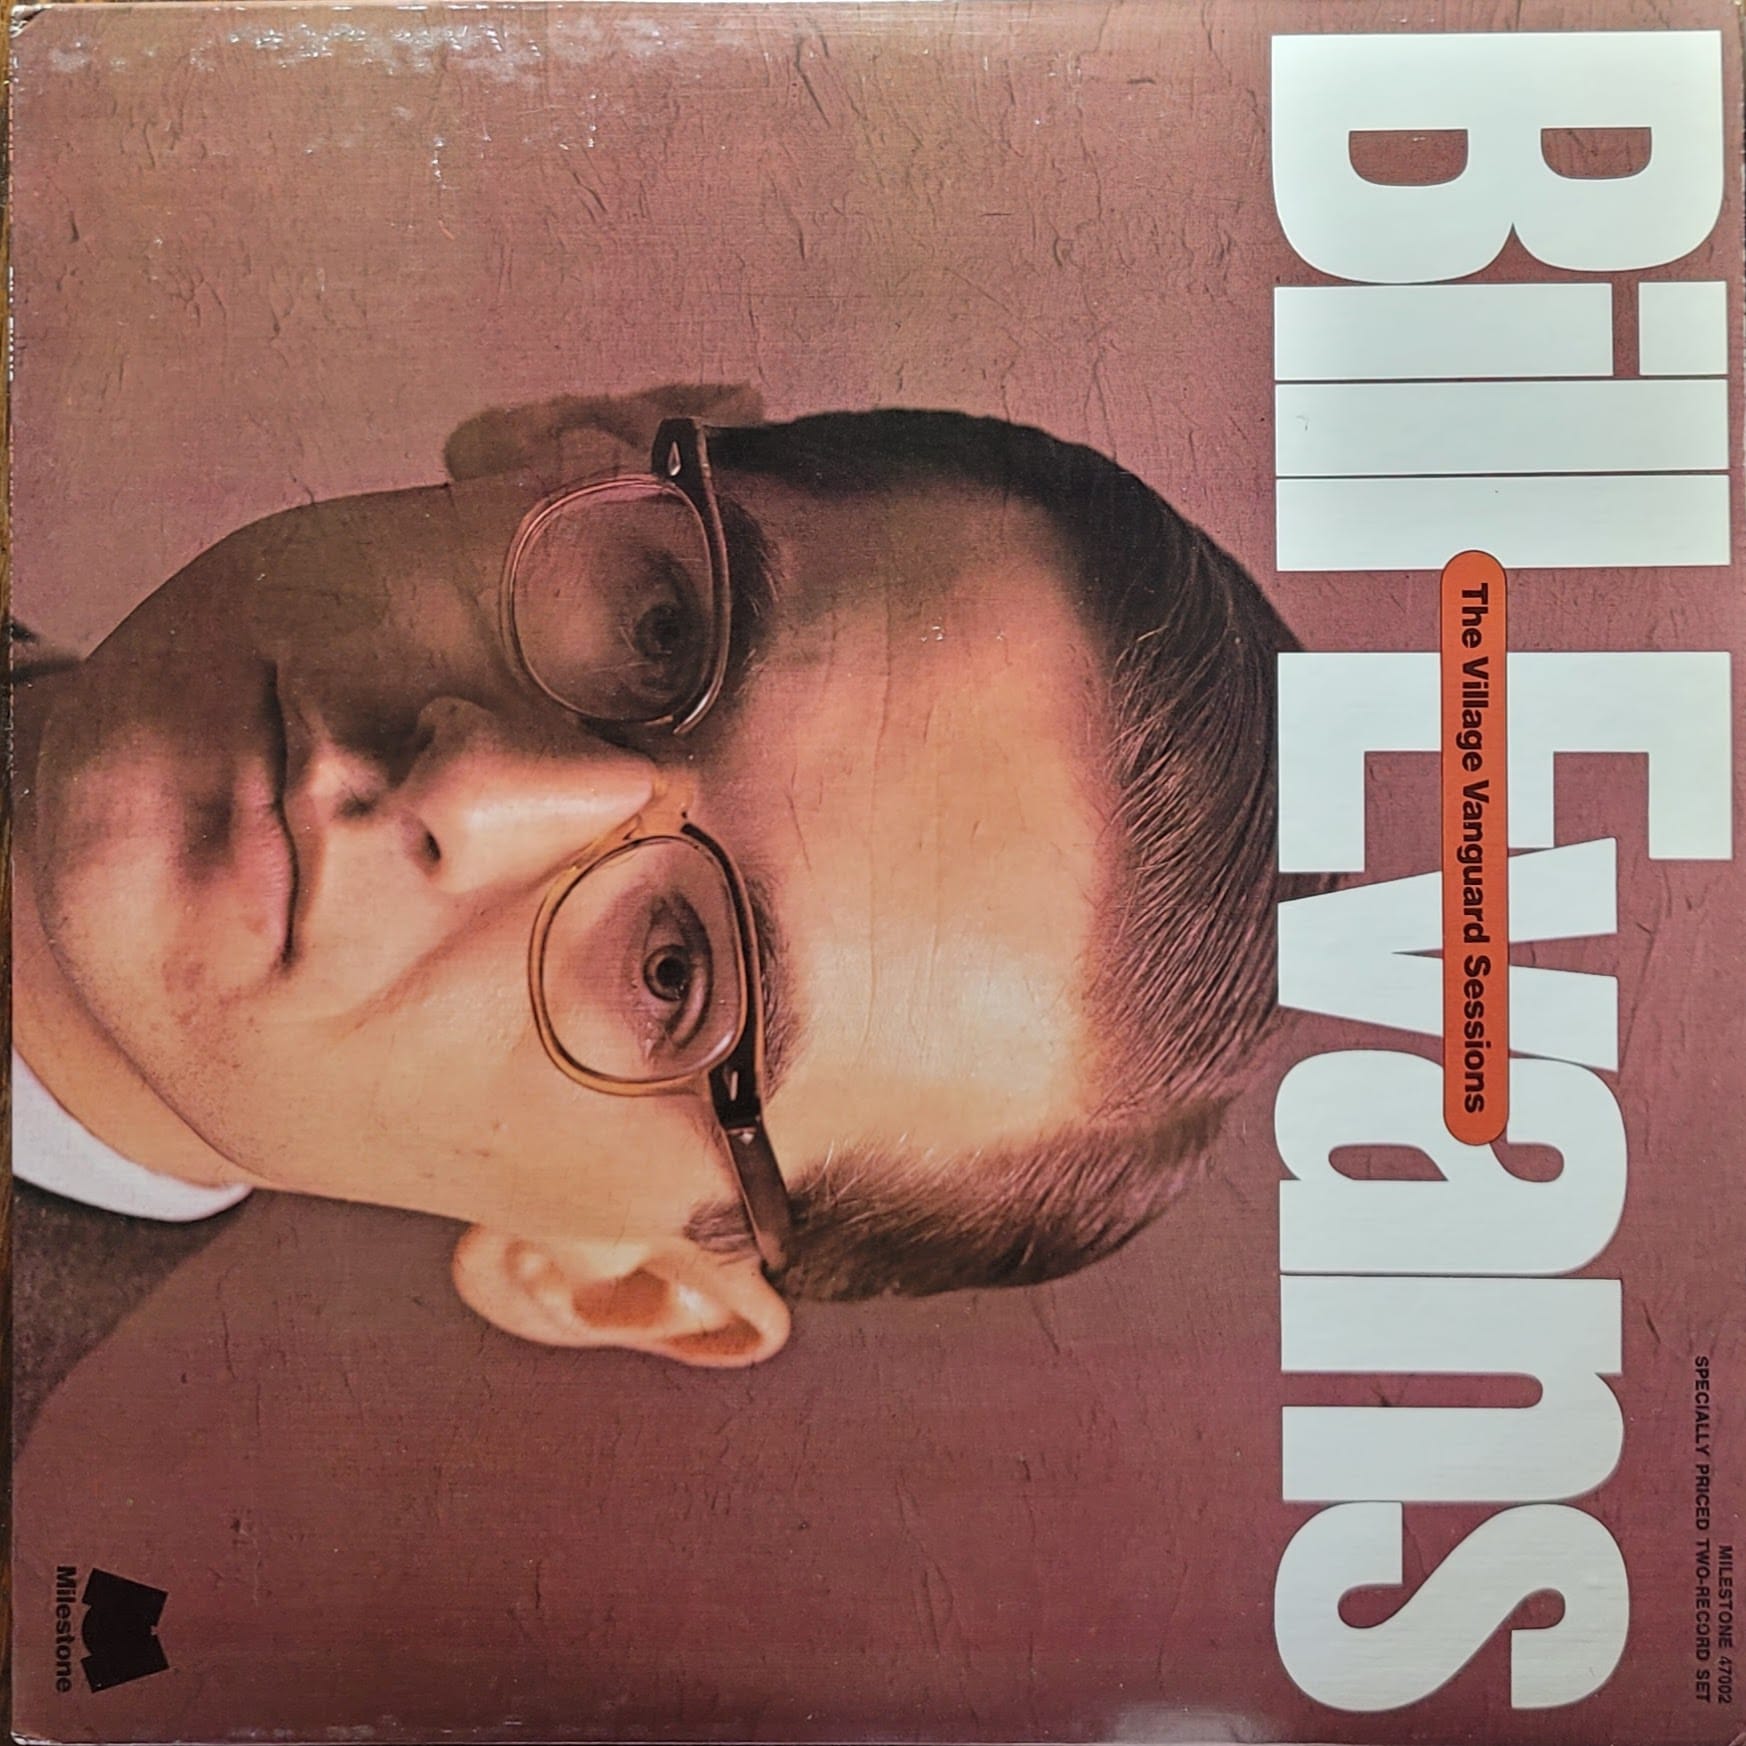 MILESTONE 47002
SPECIALLY PRICED TWO-RECORD SET
Bill Evans
The Village Vanguard Sessions
Milestone